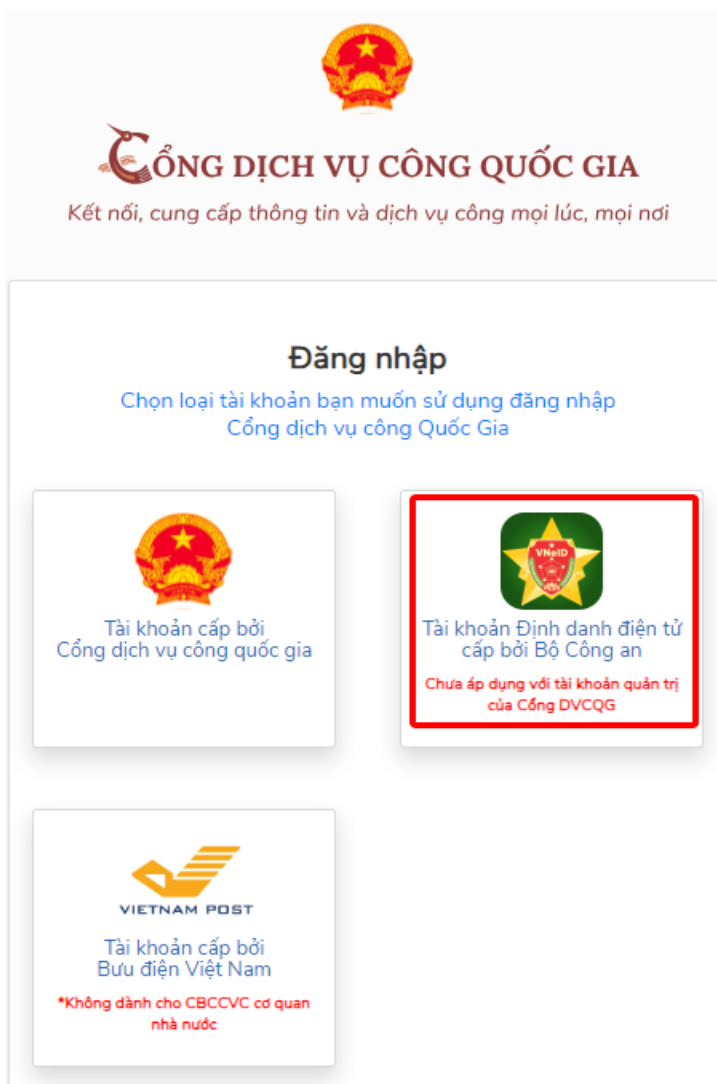 CỔNG DỊCH VỤ CÔNG QUỐC GIA
Kết nối, cung cấp thông tin và dịch vụ công mọi lúc, mọi nơi
Đăng nhập
Chọn loại tài khoản bạn muốn sử dụng đăng nhập
Cổng dịch vụ công Quốc Gia
Tài khoản cấp bởi
Cổng dịch vụ công quốc gia
VNeID
Tài khoản Định danh điện tử
cấp bởi Bộ Công an
Chưa áp dụng với tài khoản quản trị
của Cổng DVCQG
VIETNAM POST
Tài khoản cấp bởi
Bưu điện Việt Nam
*Không dành cho CBCCVC cơ quan
nhà nước